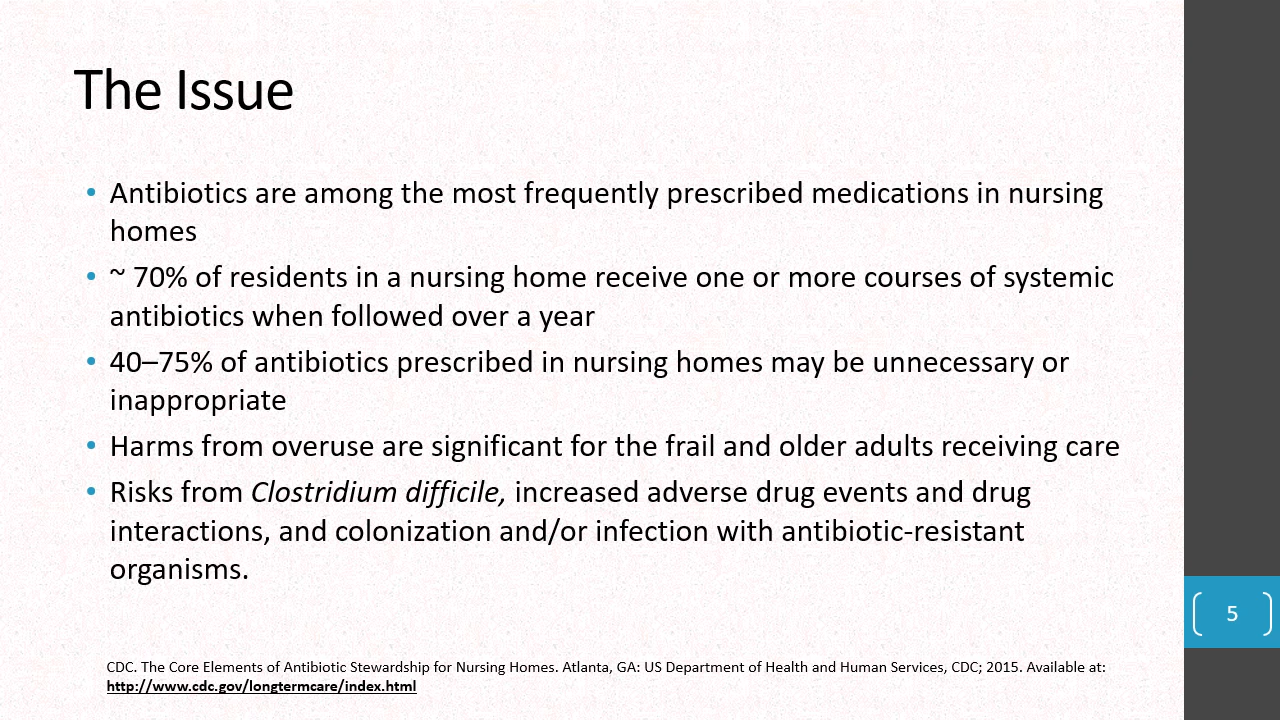 The Issue
• Antibiotics are among the most frequently prescribed medications in nursing
homes
• ~ 70% of residents in a nursing home receive one or more courses of systemic
antibiotics when followed over a year
• 40–75% of antibiotics prescribed in nursing homes may be unnecessary or
inappropriate
• Harms from overuse are significant for the frail and older adults receiving care
• Risks from Clostridium difficile, increased adverse drug events and drug
interactions, and colonization and/or infection with antibiotic-resistant
organisms.
5
CDC. The Core Elements of Antibiotic Stewardship for Nursing Homes. Atlanta, GA: US Department of Health and Human Services, CDC; 2015. Available at:
http://www.cdc.gov/longtermcare/index.html